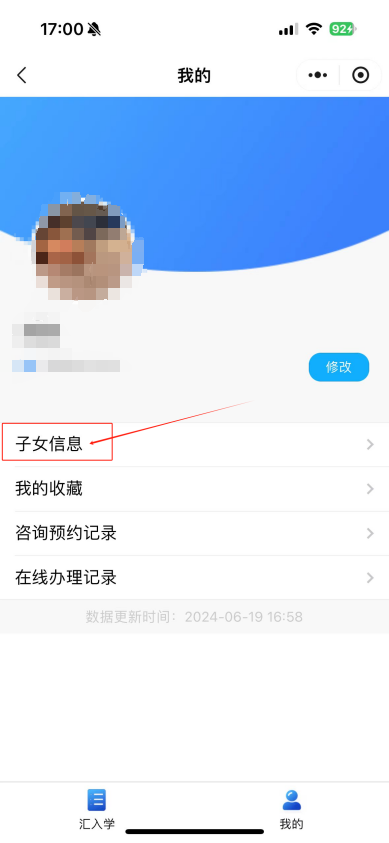 17:00
92
我的
修改
子女信息
我的收藏
咨询预约记录
在线办理记录
数据更新时间：2024-06-19 16:58
汇入学
我的